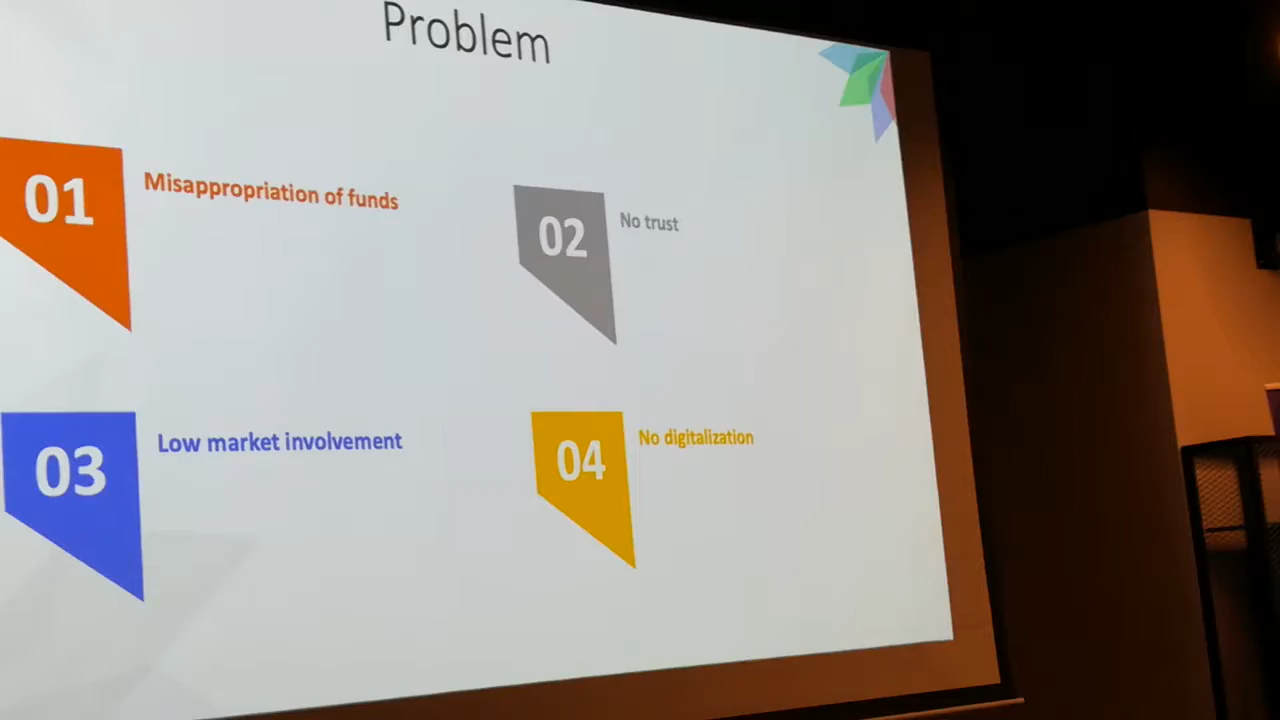 Problem
01
Misappropriation of funds
02
No trust
03
Low market involvement
04
No digitalization